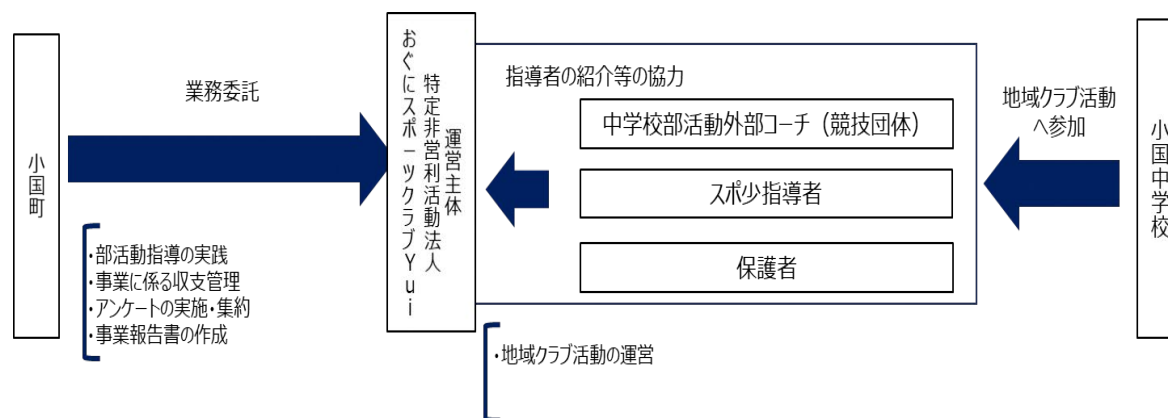 小国町
業務委託
・部活動指導の実践
・事業に係る収支管理
・アンケートの実施・集約
・事業報告書の作成
運営主体
特定非営利活動法人
おぐにスポーツクラブYui
指導者の紹介等の協力
中学校部活動外部コーチ（競技団体）
スポ少指導者
保護者
・地域クラブ活動の運営
地域クラブ活動
へ参加
小国中学校